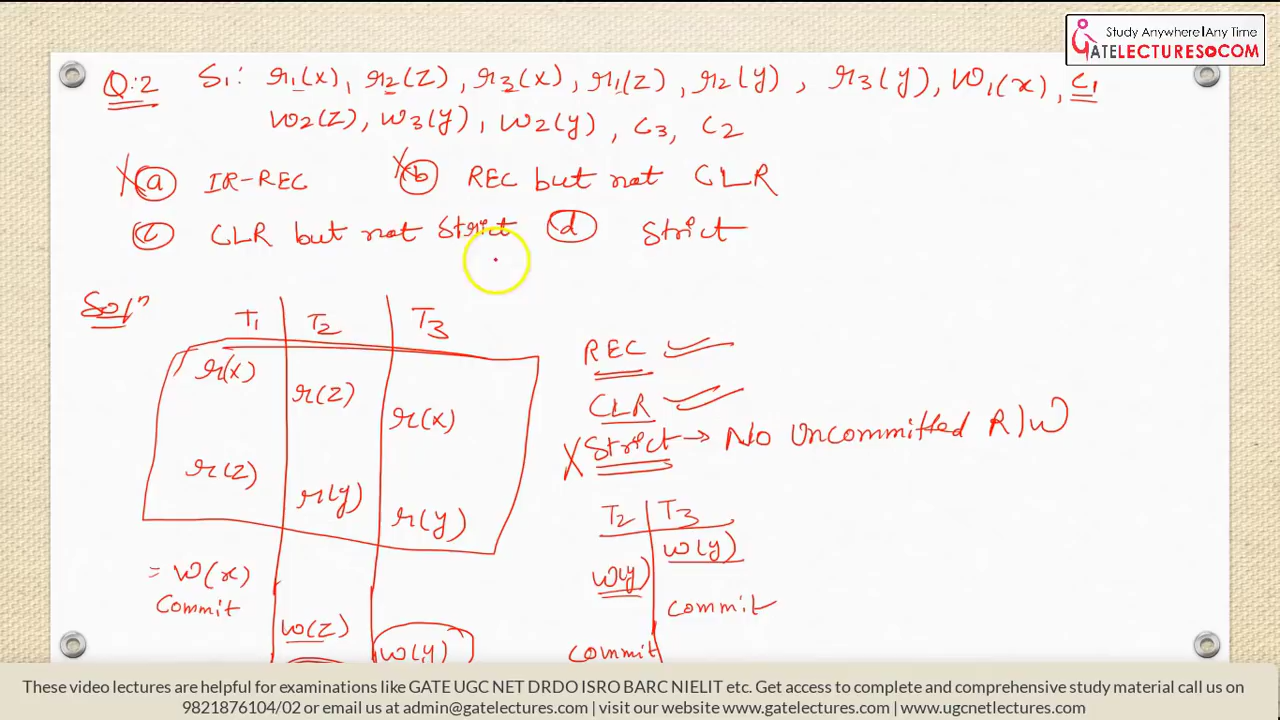 Study Anywhere | Any Time
GATELECTURES.COM
Q:2 S1: r1(x), r2(z), r3(x), r1(z), r2(y), r3(y), w1(x), c1
w2(z), w3(y), w2(y), c3, c2
X (a) IR-REC X (b) REC but not CLR
(c) CLR but not Strict (d) Strict
Soln
T1 T2 T3
r(x)
r(z)
r(x)
r(z)
r(y)
r(y)
= w(x)
Commit
w(z)
w(y)
REC ✓
CLR ✓
X Strict → No Uncommitted R/W
T2 T3
w(y)
w(y)
commit
commit
These video lectures are helpful for examinations like GATE UGC NET DRDO ISRO BARC NIELIT etc. Get access to complete and comprehensive study material call us on
9821876104/02 or email us at admin@gatelectures.com | visit our website www.gatelectures.com | www.ugcnetlectures.com